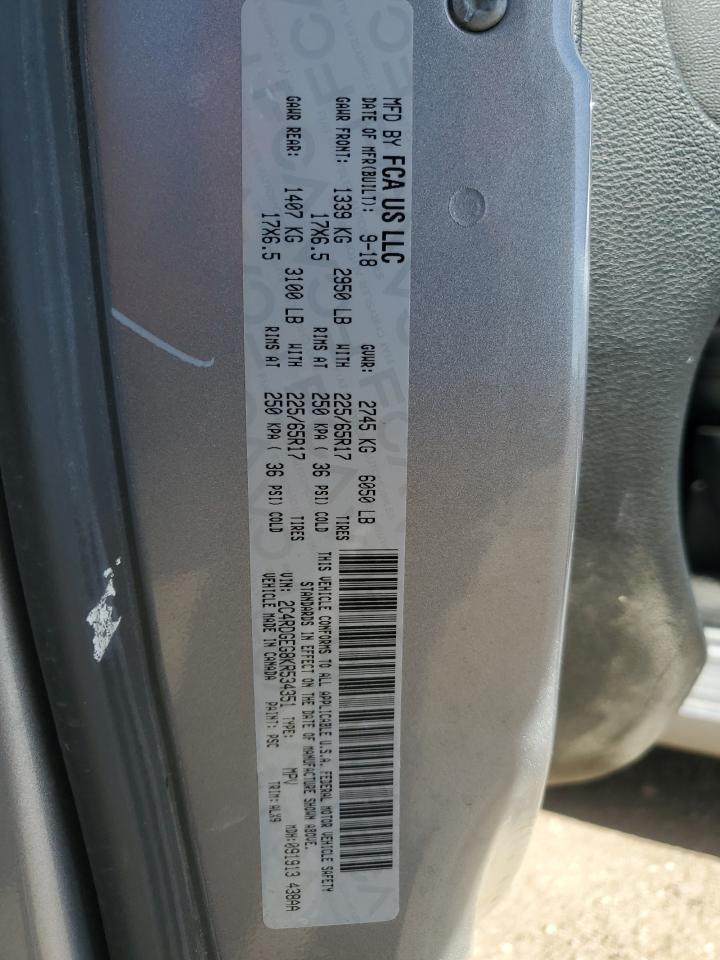 MFD BY FCA US LLC
DATE OF MFR(BUILT): 9-18 GVWR: 2745 KG 6050 LB
GAWR FRONT: 1339 KG 2950 LB WITH 225/65R17 TIRES
17X6.5 RIMS AT 250 KPA ( 36 PSI) COLD
GAWR REAR: 1407 KG 3100 LB WITH 225/65R17 TIRES
17X6.5 RIMS AT 250 KPA ( 36 PSI) COLD
THIS VEHICLE CONFORMS TO ALL APPLICABLE U.S.A. FEDERAL MOTOR VEHICLE SAFETY
STANDARDS IN EFFECT ON THE DATE OF MANUFACTURE SHOWN ABOVE.
VIN: 2C4RDGEG8KR534351 TYPE: MPV MDH:091913 438AA
MADE IN CANADA PAINT: PSC TRIM: